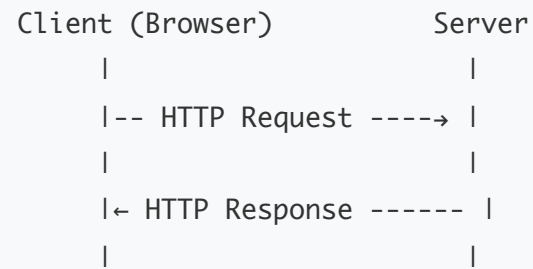 Client (Browser)          Server
     |                      |
     |-- HTTP Request ----→ |
     |                      |
     |← HTTP Response ------ |
     |                      |